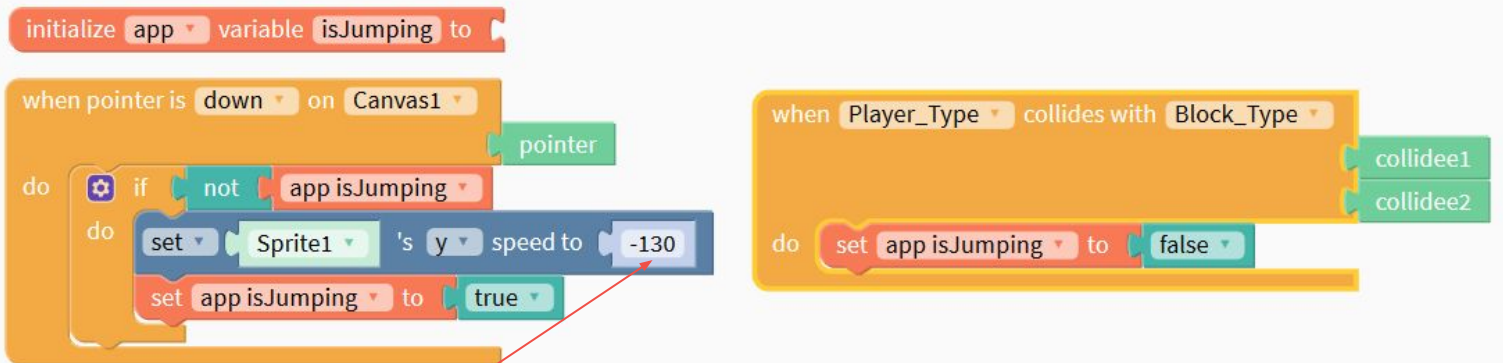 initialize app variable isJumping to
when pointer is down on Canvas1
pointer
do if not app isJumping
do set Sprite1 's y speed to -130
set app isJumping to true
when Player_Type collides with Block_Type
collidee1
collidee2
do set app isJumping to false